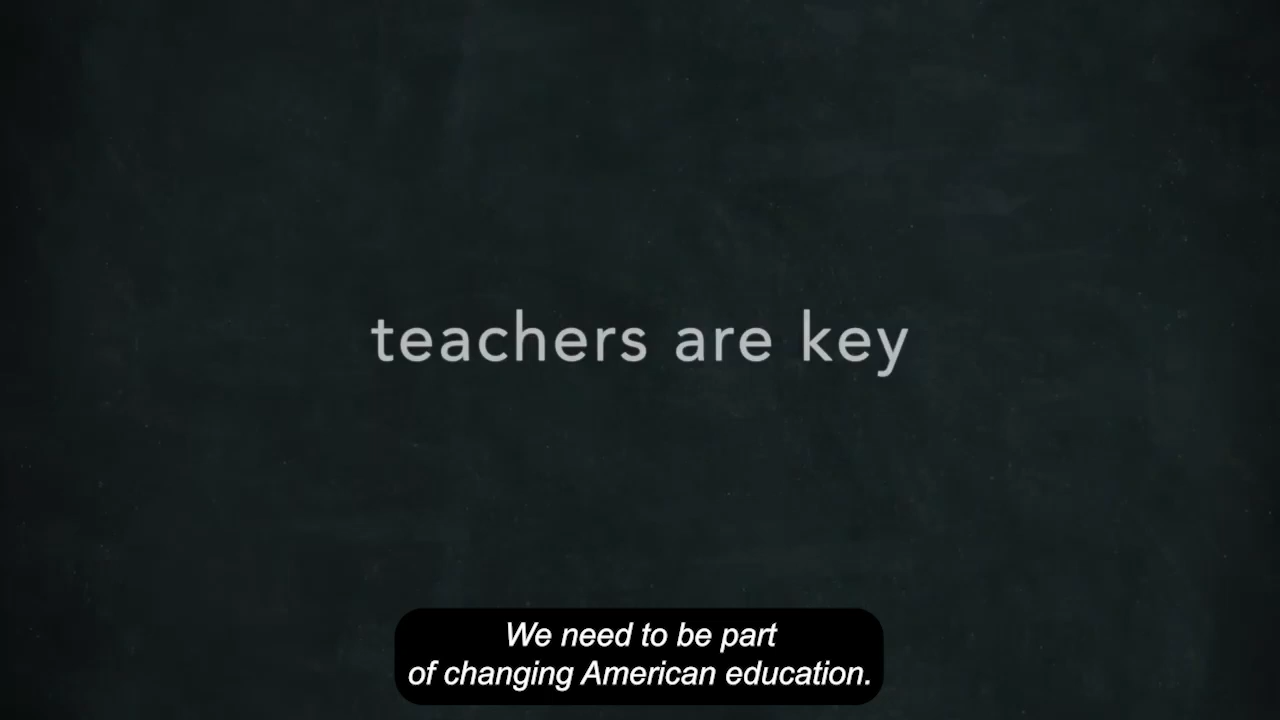 teachers are key
We need to be part
of changing American education.